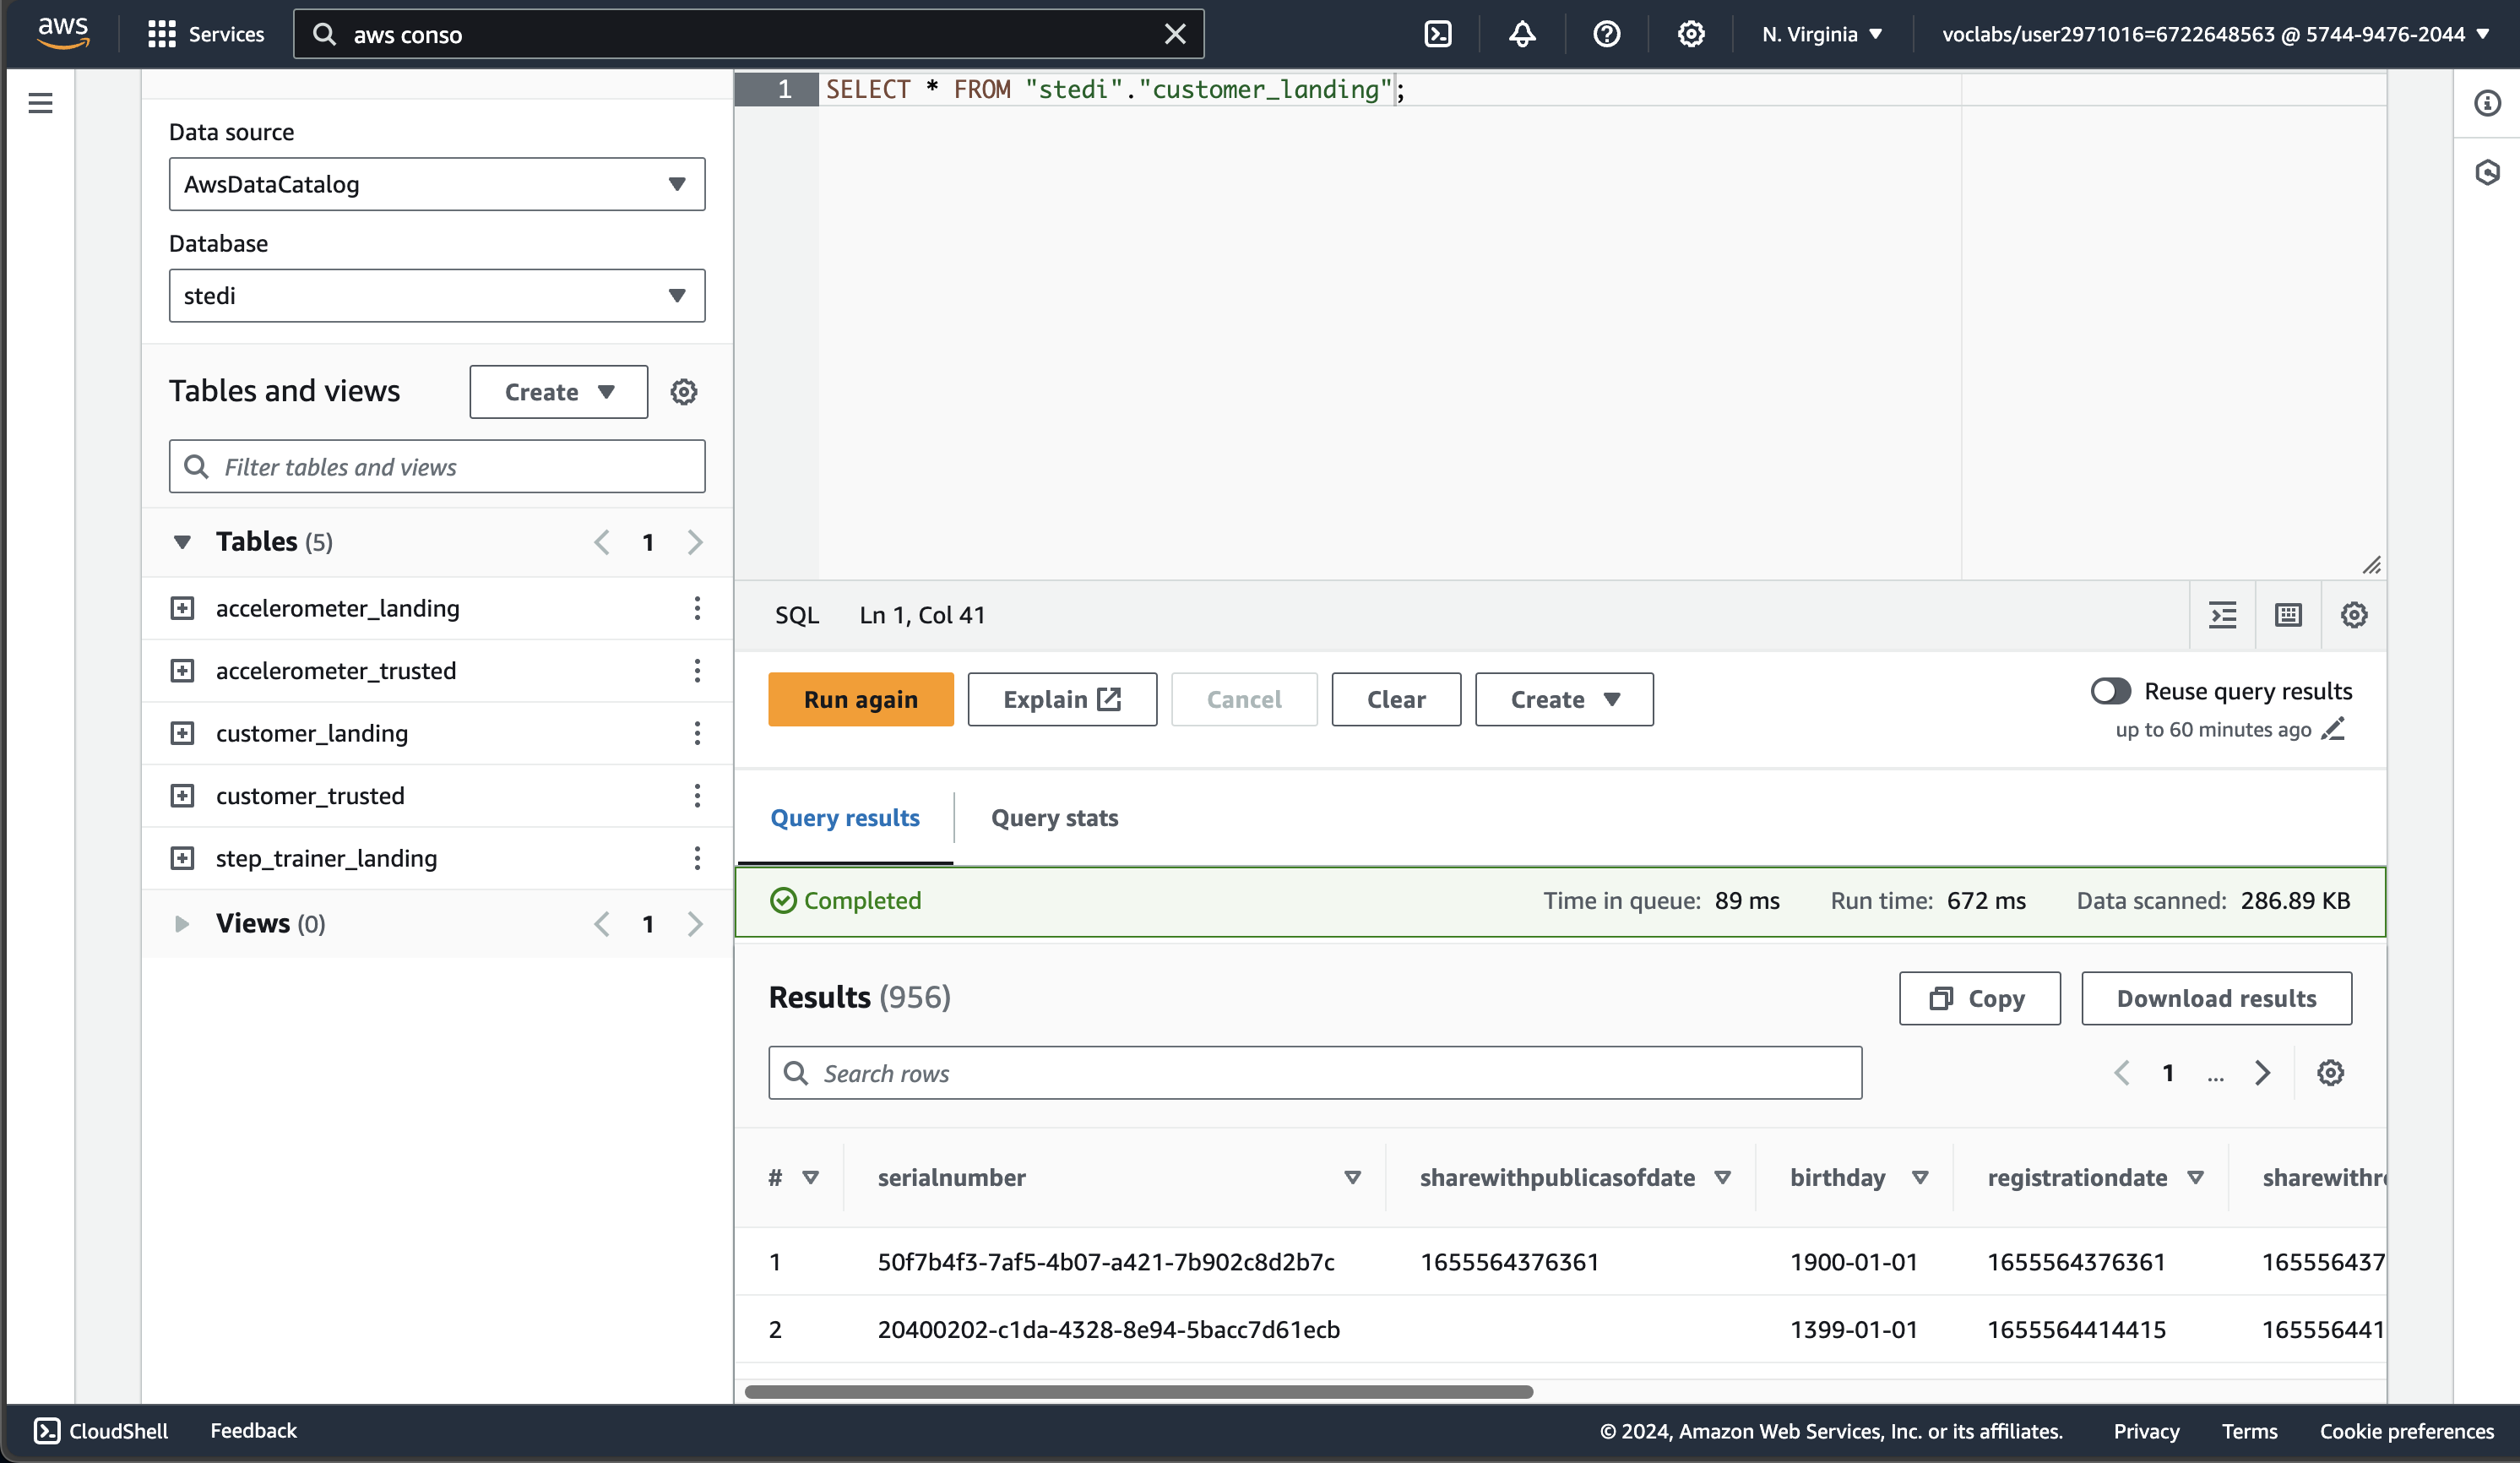 aws
Services
aws conso
N. Virginia
voclabs/user2971016=6722648563 @ 5744-9476-2044
Data source
AwsDataCatalog
Database
stedi
Tables and views
Create
Filter tables and views
Tables (5)
1
accelerometer_landing
accelerometer_trusted
customer_landing
customer_trusted
step_trainer_landing
Views (0)
1
1 SELECT * FROM "stedi"."customer_landing";
SQL Ln 1, Col 41
Run again
Explain
Cancel
Clear
Create
Reuse query results
up to 60 minutes ago
Query results
Query stats
Completed
Time in queue: 89 ms
Run time: 672 ms
Data scanned: 286.89 KB
Results (956)
Copy
Download results
Search rows
1 ...
# serialnumber sharewithpublicasofdate birthday registrationdate sharewithre
1 50f7b4f3-7af5-4b07-a421-7b902c8d2b7c 1655564376361 1900-01-01 1655564376361 165556437
2 20400202-c1da-4328-8e94-5bacc7d61ecb 1399-01-01 1655564414415 165556441
CloudShell
Feedback
© 2024, Amazon Web Services, Inc. or its affiliates.
Privacy
Terms
Cookie preferences